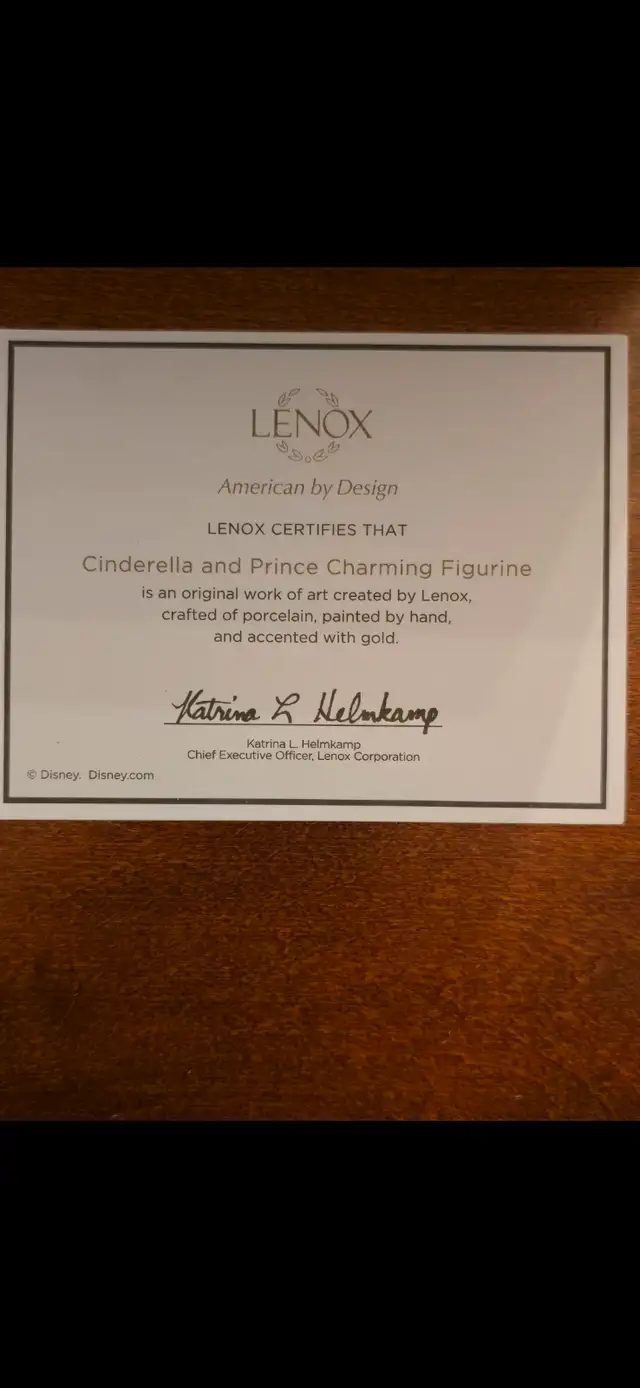 LENOX
American by Design
LENOX CERTIFIES THAT
Cinderella and Prince Charming Figurine
is an original work of art created by Lenox,
crafted of porcelain, painted by hand,
and accented with gold.
Katrina L Helmkamp
Katrina L. Helmkamp
Chief Executive Officer, Lenox Corporation
© Disney. Disney.com